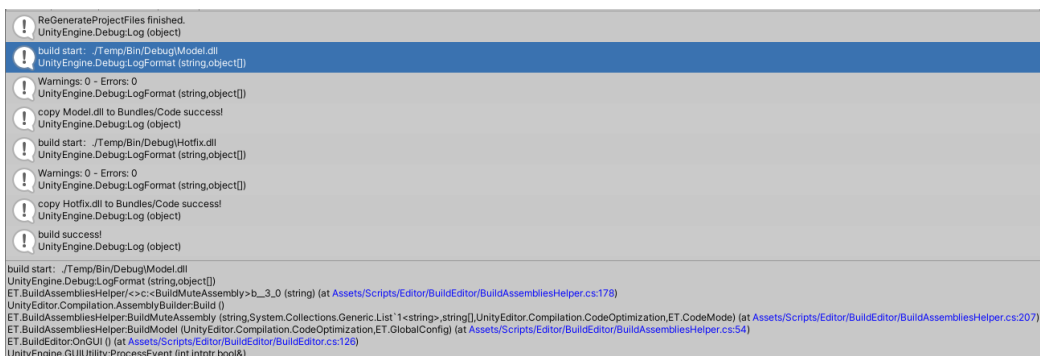 ReGenerateProjectFiles finished.
UnityEngine.Debug:Log (object)
build start: ./Temp/Bin/Debug\Model.dll
UnityEngine.Debug:LogFormat (string,object[])
Warnings: 0 - Errors: 0
UnityEngine.Debug:LogFormat (string,object[])
copy Model.dll to Bundles/Code success!
UnityEngine.Debug:Log (object)
build start: ./Temp/Bin/Debug\Hotfix.dll
UnityEngine.Debug:LogFormat (string,object[])
Warnings: 0 - Errors: 0
UnityEngine.Debug:LogFormat (string,object[])
copy Hotfix.dll to Bundles/Code success!
UnityEngine.Debug:Log (object)
build success!
UnityEngine.Debug:Log (object)
build start: ./Temp/Bin/Debug\Model.dll
UnityEngine.Debug:LogFormat (string,object[])
ET.BuildAssembliesHelper/<>c:<BuildMuteAssembly>b__3_0 (string) (at Assets/Scripts/Editor/BuildEditor/BuildAssembliesHelper.cs:178)
UnityEditor.Compilation.AssemblyBuilder:Build ()
ET.BuildAssembliesHelper:BuildMuteAssembly (string,System.Collections.Generic.List`1<string>,string[],UnityEditor.Compilation.CodeOptimization,ET.CodeMode) (at Assets/Scripts/Editor/BuildEditor/BuildAssembliesHelper.cs:207)
ET.BuildAssembliesHelper:BuildModel (UnityEditor.Compilation.CodeOptimization,ET.GlobalConfig) (at Assets/Scripts/Editor/BuildEditor/BuildAssembliesHelper.cs:54)
ET.BuildEditor:OnGUI () (at Assets/Scripts/Editor/BuildEditor/BuildEditor.cs:126)
UnityEngine.GUIUtility:ProcessEvent (int,intptr,bool&)